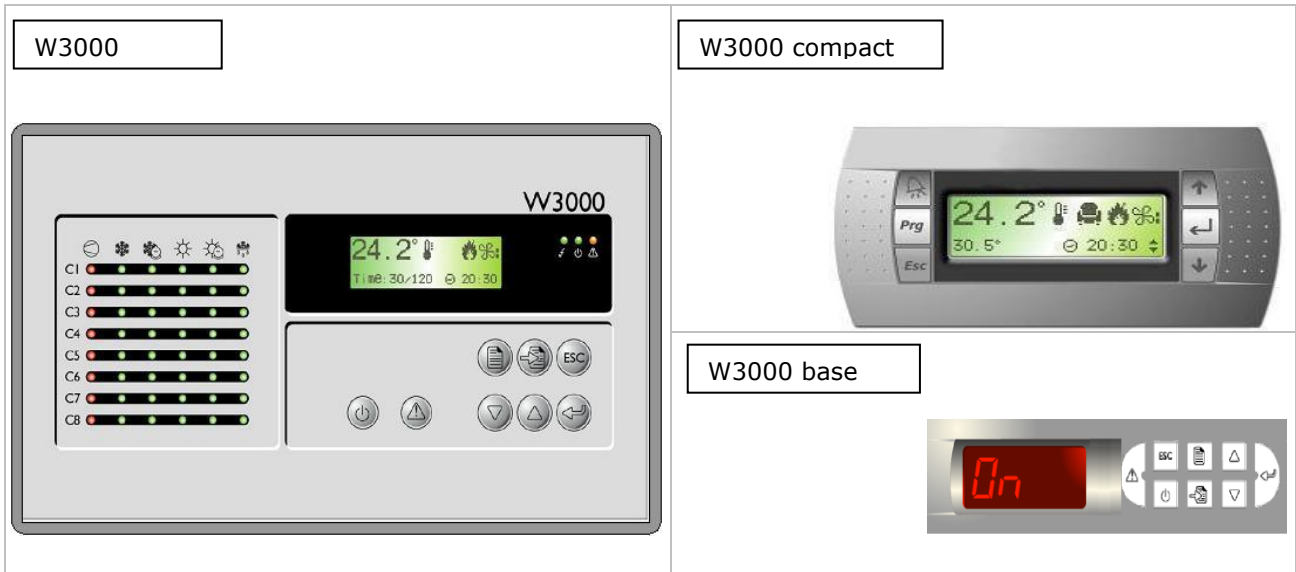 W3000
W3000
24.2°
Time:30/120 20:30
C1
C2
C3
C4
C5
C6
C7
C8
ESC
W3000 compact
24.2°
Prg
30.5° 20:30
Esc
W3000 base
On
ESC